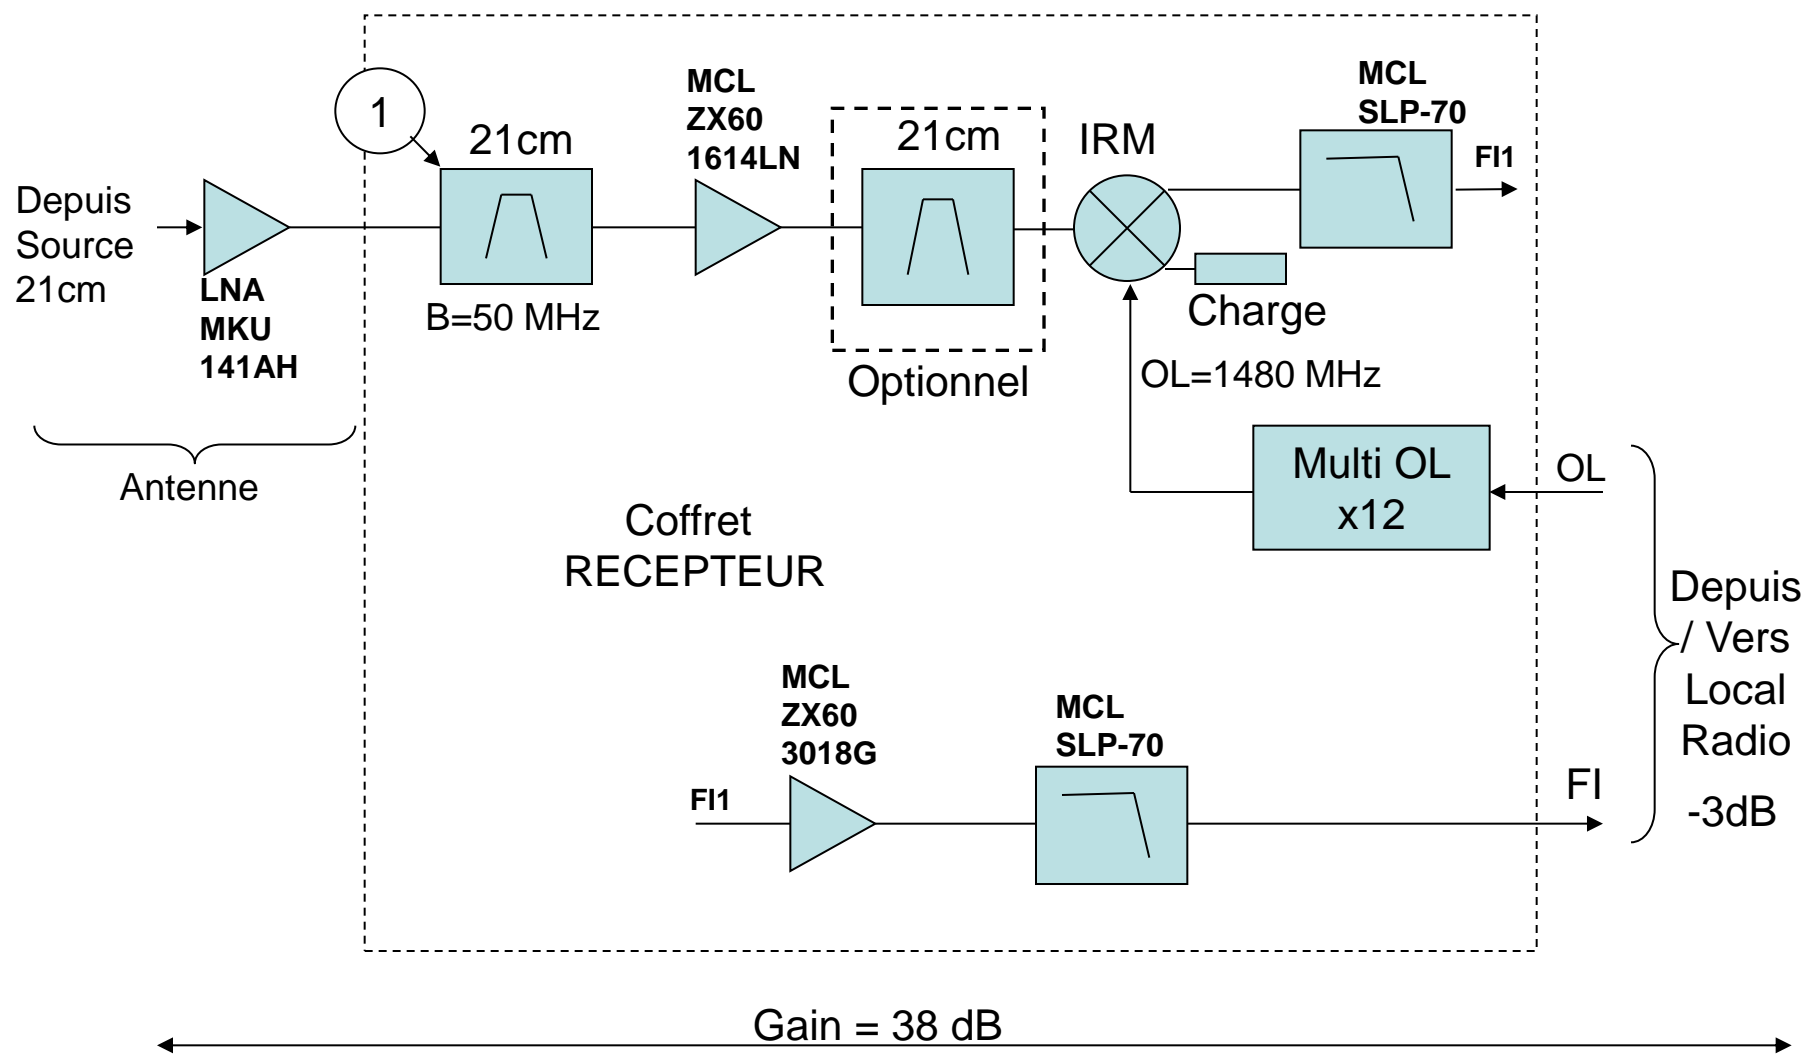 1
21cm
MCL
ZX60
1614LN
21cm
IRM
MCL
SLP-70
FI1
Depuis
Source
21cm
LNA
MKU
141AH
B=50 MHz
Optionnel
Charge
OL=1480 MHz
Antenne
Multi OL
x12
OL
Coffret
RECEPTEUR
Depuis
/ Vers
Local
Radio
-3dB
MCL
ZX60
3018G
MCL
SLP-70
FI1
FI
Gain = 38 dB